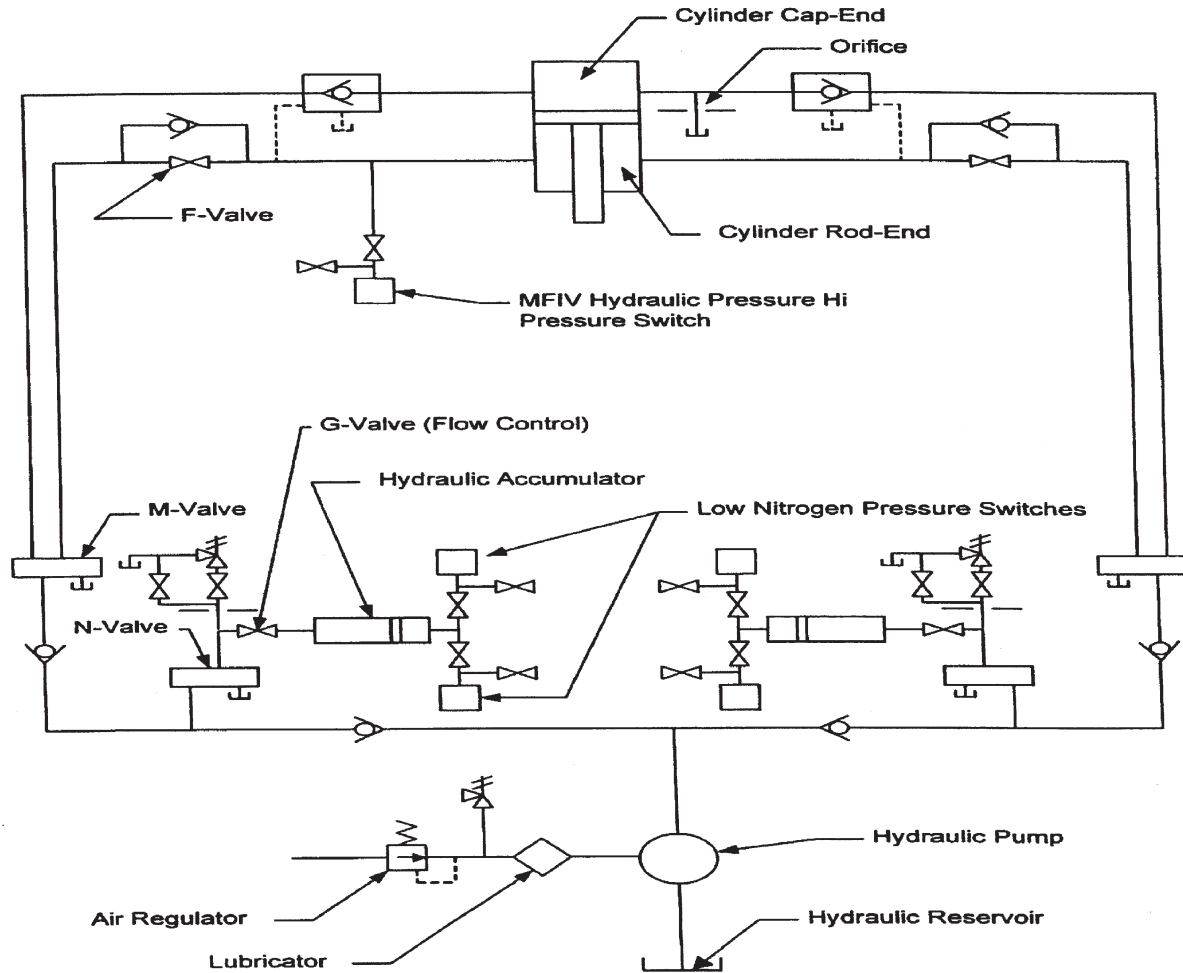 Cylinder Cap-End
Orifice
F-Valve
Cylinder Rod-End
MFIV Hydraulic Pressure Hi
Pressure Switch
G-Valve (Flow Control)
Hydraulic Accumulator
M-Valve
Low Nitrogen Pressure Switches
N-Valve
Hydraulic Pump
Air Regulator
Hydraulic Reservoir
Lubricator